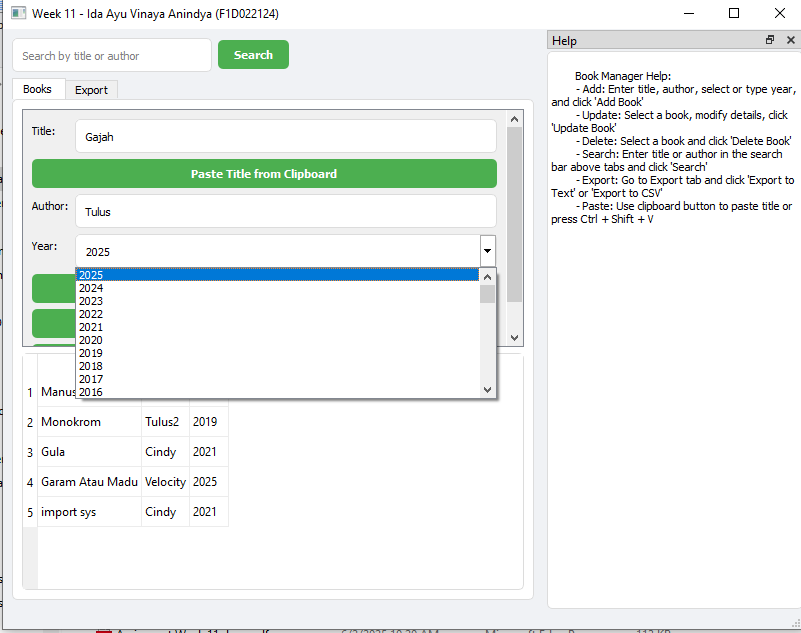 Week 11 - Ida Ayu Vinaya Anindya (F1D022124)
Search by title or author
Search
Books
Export
Title:
Gajah
Paste Title from Clipboard
Author:
Tulus
Year:
2025
2025
2024
2023
2022
2021
2020
2019
2018
2017
2016
1
2 Monokrom Tulus2 2019
3 Gula Cindy 2021
4 Garam Atau Madu Velocity 2025
5 import sys Cindy 2021
Help
Book Manager Help:
- Add: Enter title, author, select or type year,
and click 'Add Book'
- Update: Select a book, modify details, click
'Update Book'
- Delete: Select a book and click 'Delete Book'
- Search: Enter title or author in the search
bar above tabs and click 'Search'
- Export: Go to Export tab and click 'Export to
Text' or 'Export to CSV'
- Paste: Use clipboard button to paste title or
press Ctrl + Shift + V